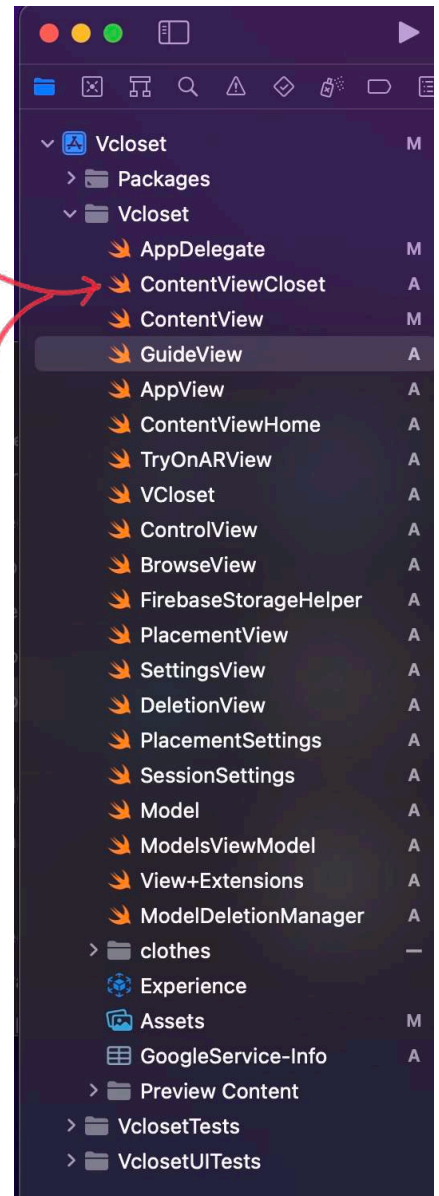 Vcloset M
Packages
Vcloset
AppDelegate M
ContentViewCloset A
ContentView M
GuideView A
AppView A
ContentViewHome A
TryOnARView A
VCloset A
ControlView A
BrowseView A
FirebaseStorageHelper A
PlacementView A
SettingsView A
DeletionView A
PlacementSettings A
SessionSettings A
Model A
ModelsViewModel A
View+Extensions A
ModelDeletionManager A
clothes
Experience
Assets M
GoogleService-Info A
Preview Content
VclosetTests
VclosetUITests